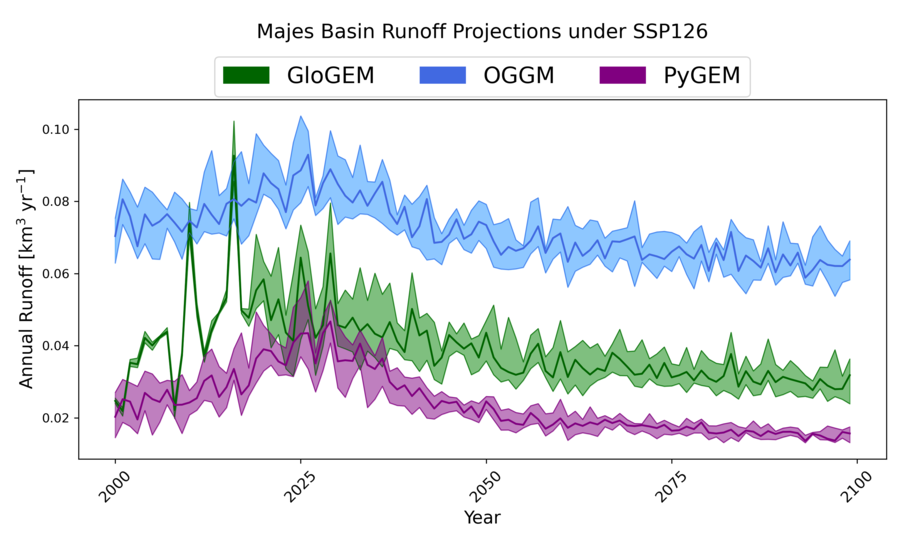 Majes Basin Runoff Projections under SSP126
GloGEM OGGM PyGEM
Annual Runoff [km³ yr⁻¹]
0.10
0.08
0.06
0.04
0.02
2000 2025 2050 2075 2100
Year